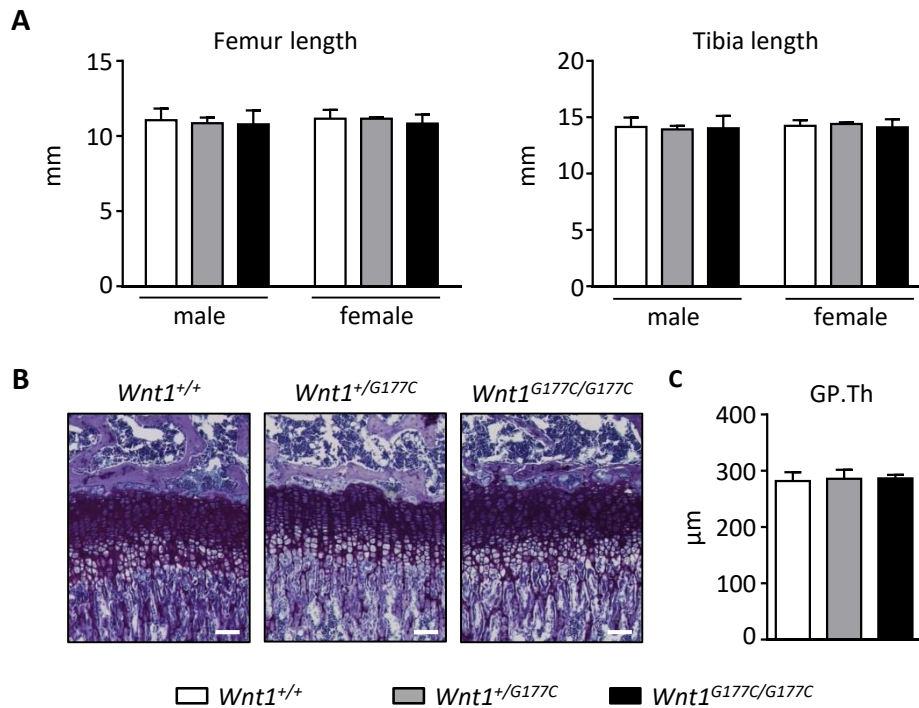 A
Femur length
15
10
5
0
mm
male
female
Tibia length
20
15
10
5
0
mm
male
female
B
Wnt1+/+
Wnt1+/G177C
Wnt1G177C/G177C
C
GP.Th
400
300
200
100
0
μm
Wnt1+/+
Wnt1+/G177C
Wnt1G177C/G177C